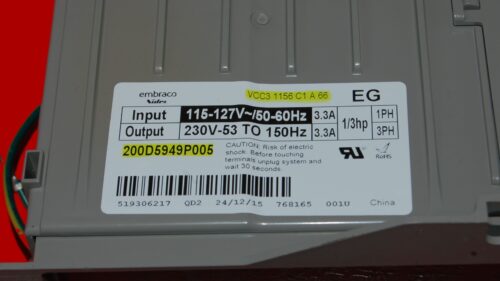 embraco
Nidec
VCC3 1156 C1 A 66
EG
Input 115-127V~/50-60Hz 3.3A 1/3hp 1PH
Output 230V-53 TO 150Hz 3.3A 3PH
200D5949P005
CAUTION: Risk of electric
shock. Before touching
terminals unplug system and
wait 30 seconds.
RoHS
519306217 QD2 24/12/15 768165 001U China